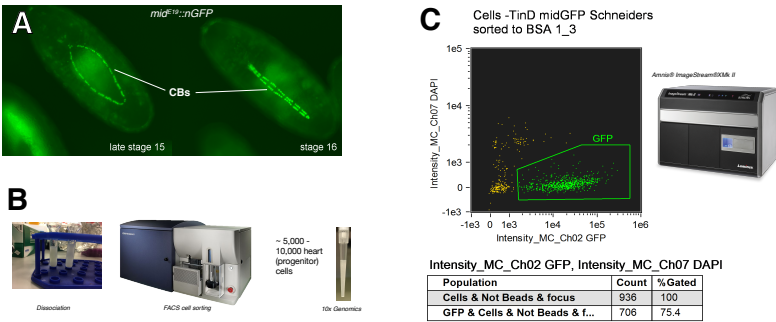 A
mid^E19::nGFP
CBs
late stage 15
stage 16
B
Dissociation
FACS cell sorting
~ 5,000 -
10,000 heart
(progenitor)
cells
10x Genomics
C
Cells -TinD midGFP Schneiders
sorted to BSA 1_3
Intensity_MC_Ch07 DAPI
1e5
1e4
1e3
0
-1e3
GFP
-1e3 0 1e3 1e4 1e5 1e6
Intensity_MC_Ch02 GFP
Amnis® ImageStream®XMk II
Intensity_MC_Ch02 GFP, Intensity_MC_Ch07 DAPI
Population Count %Gated
Cells & Not Beads & focus 936 100
GFP & Cells & Not Beads & f... 706 75.4